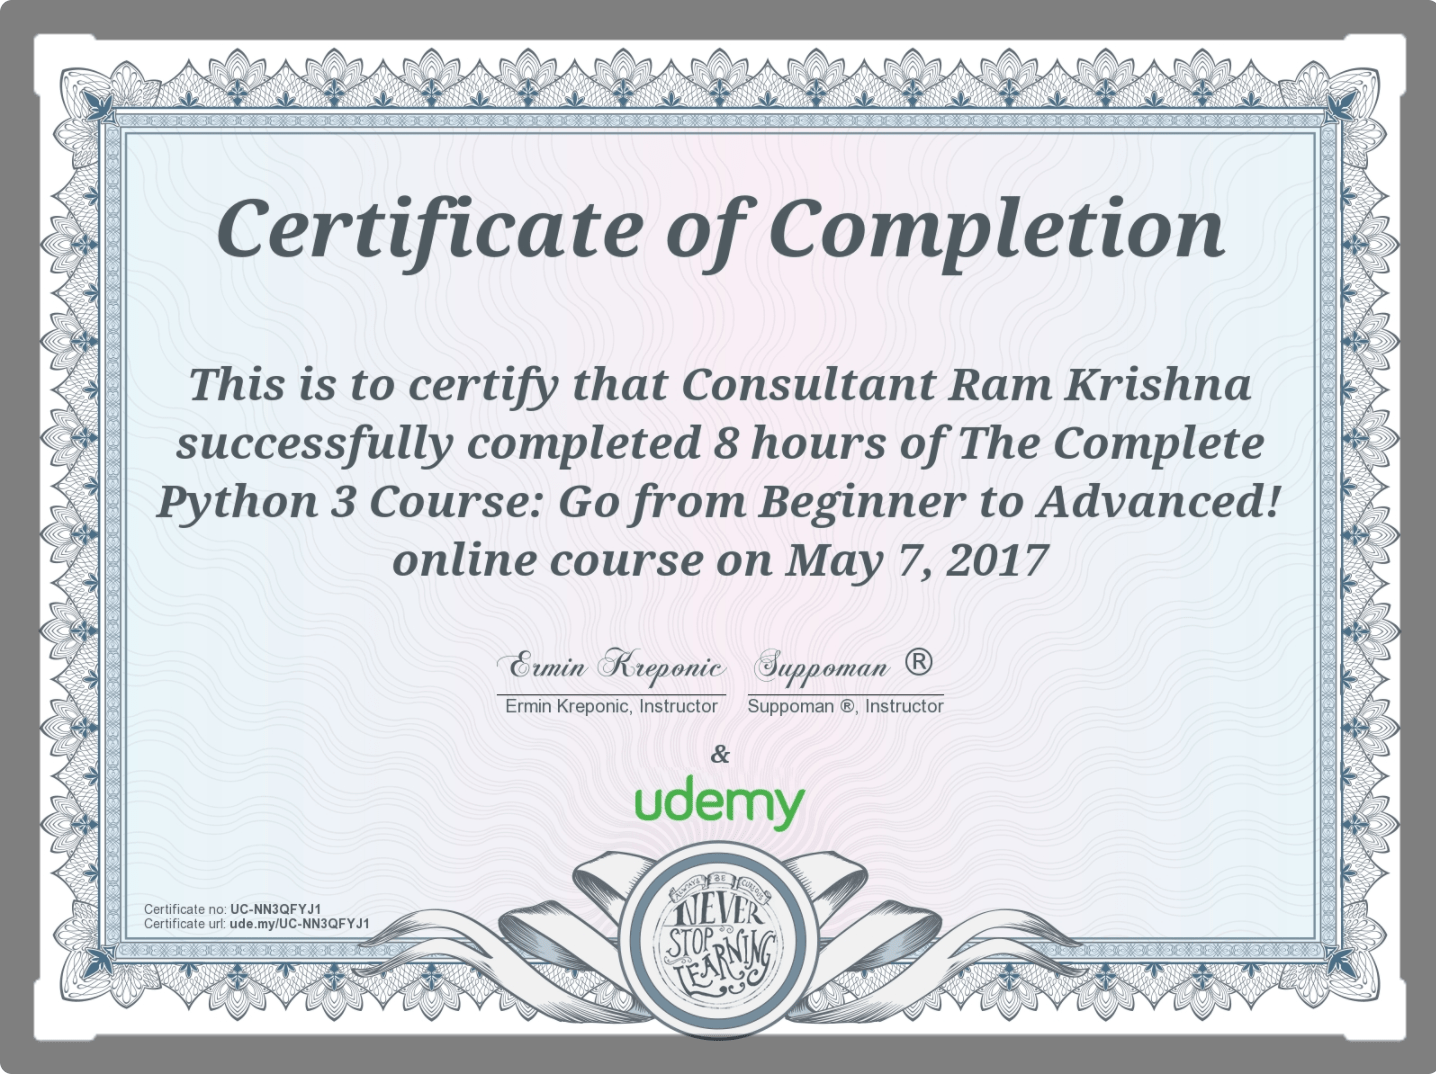 Certificate of Completion
This is to certify that Consultant Ram Krishna
successfully completed 8 hours of The Complete
Python 3 Course: Go from Beginner to Advanced!
online course on May 7, 2017
Ermin Kreponic Suppoman ®
Ermin Kreponic, Instructor Suppoman ®, Instructor
&
udemy
ALWAYS BE CURIOUS
NEVER
STOP
LEARNING
Certificate no: UC-NN3QFYJ1
Certificate url: ude.my/UC-NN3QFYJ1